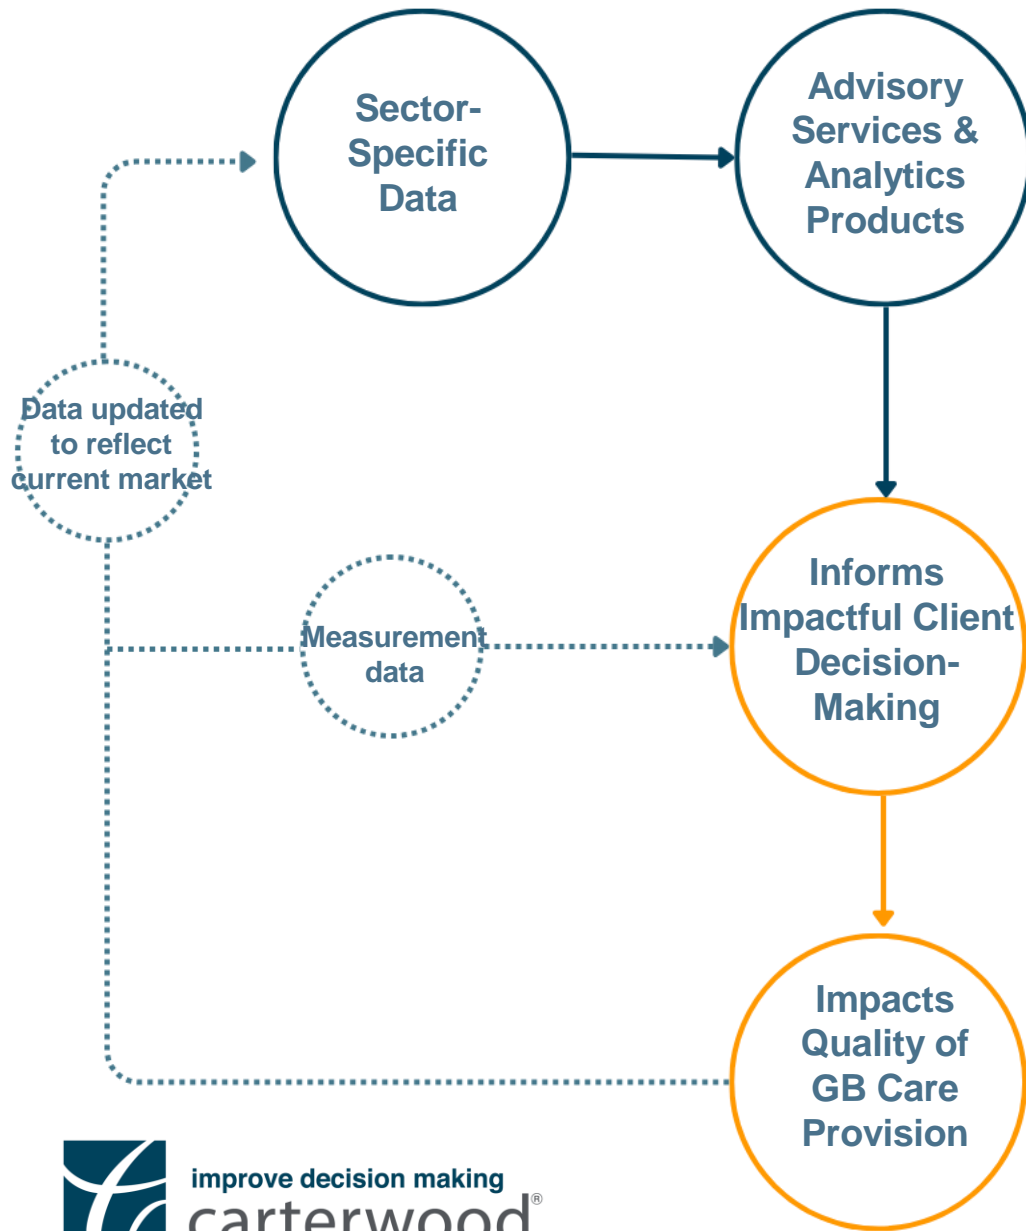 Sector-
Specific
Data
Advisory
Services &
Analytics
Products
Data updated
to reflect
current market
Measurement
data
Informs
Impactful Client
Decision-
Making
Impacts
Quality of
GB Care
Provision
improve decision making
carterwood®